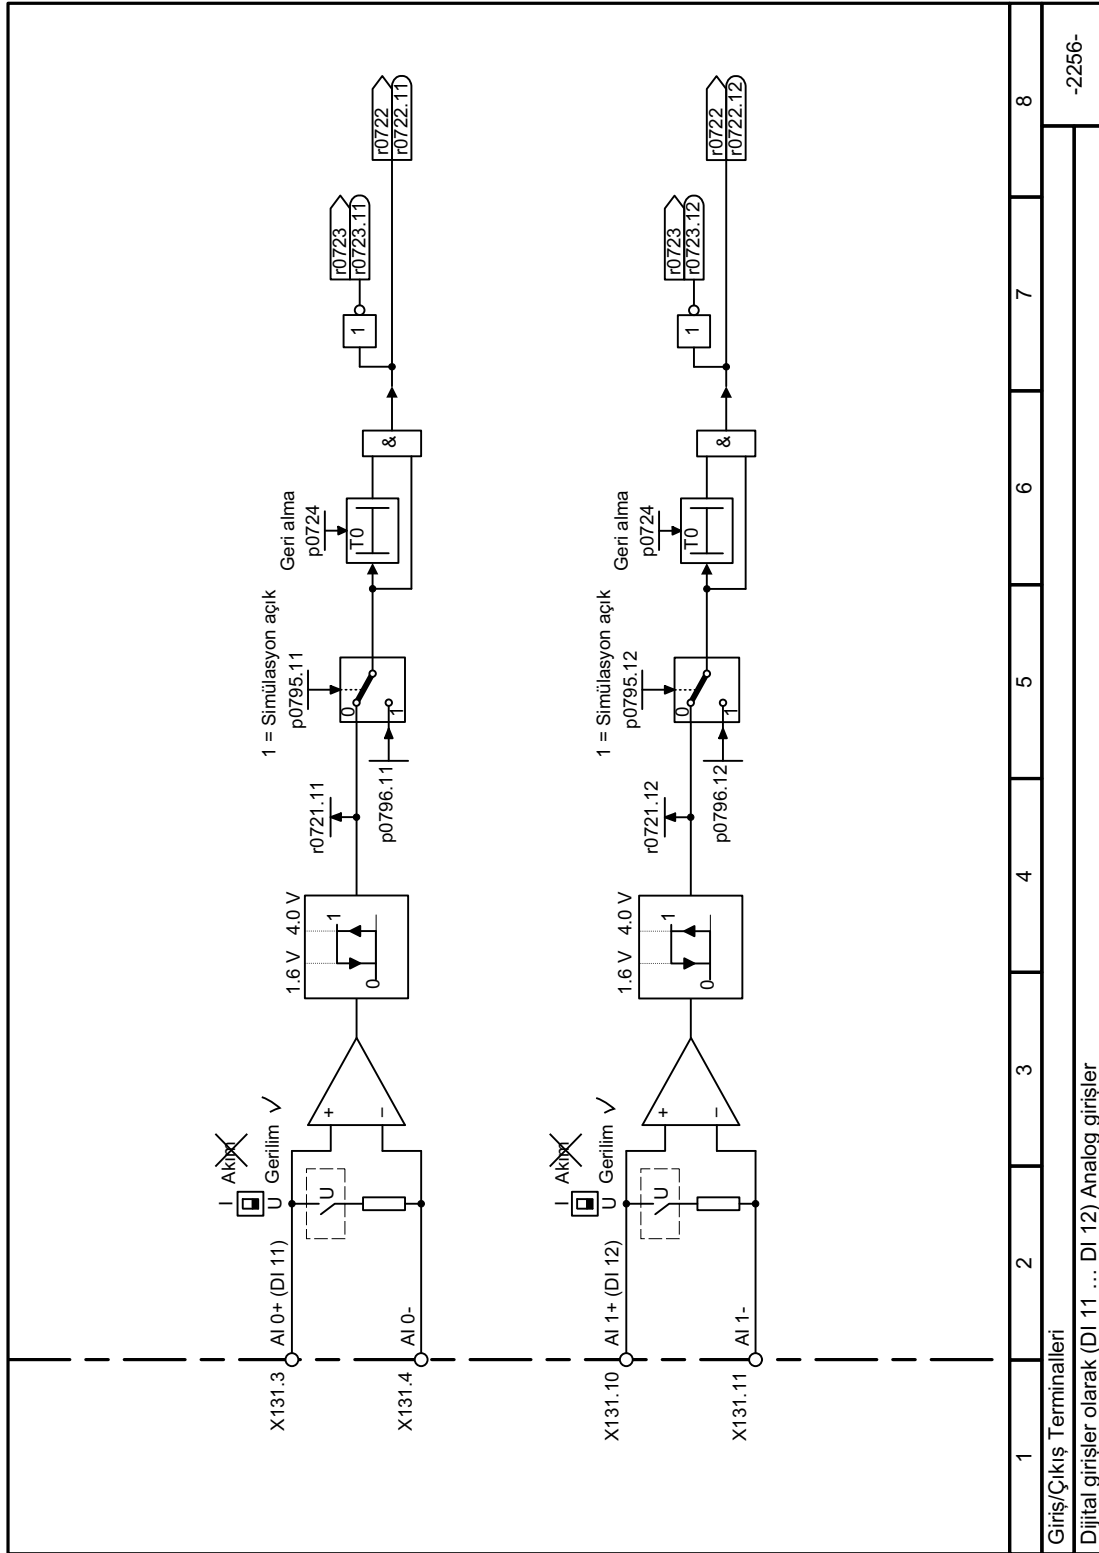 I
Akım
U
Gerilim
X131.3
AI 0+ (DI 11)
U
X131.4
AI 0-
+
–
1.6 V 4.0 V
0
1
r0721.11
p0796.11
1 = Simülasyon açık
p0795.11
0
1
Geri alma
p0724
T0
&
1
r0723
r0723.11
r0722
r0722.11
I
Akım
U
Gerilim
X131.10
AI 1+ (DI 12)
U
X131.11
AI 1-
+
–
1.6 V 4.0 V
0
1
r0721.12
p0796.12
1 = Simülasyon açık
p0795.12
0
1
Geri alma
p0724
T0
&
1
r0723
r0723.12
r0722
r0722.12
1 2 3 4 5 6 7 8
Giriş/Çıkış Terminalleri
Dijital girişler olarak (DI 11 … DI 12) Analog girişler
-2256-